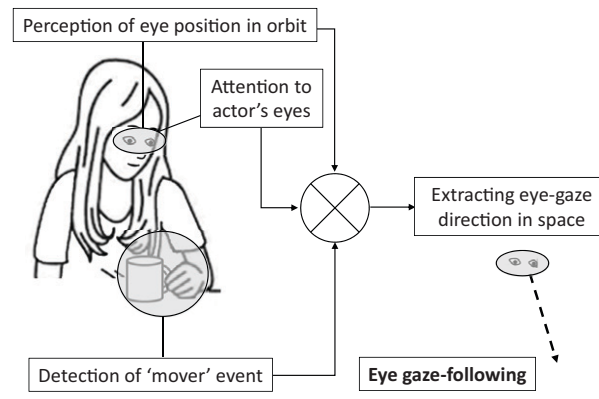 Perception of eye position in orbit
Attention to
actor's eyes
Extracting eye-gaze
direction in space
Detection of 'mover' event
Eye gaze-following